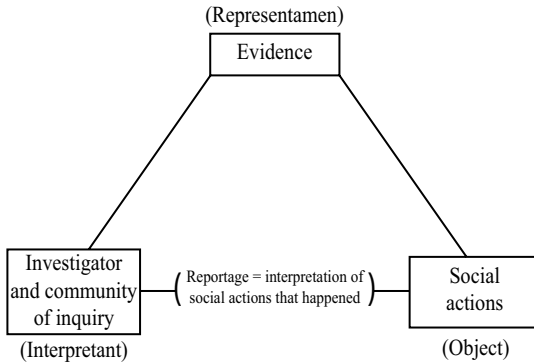 (Representamen)
Evidence
Investigator
and community
of inquiry
(Interpretant)
(Reportage = interpretation of
social actions that happened)
Social
actions
(Object)